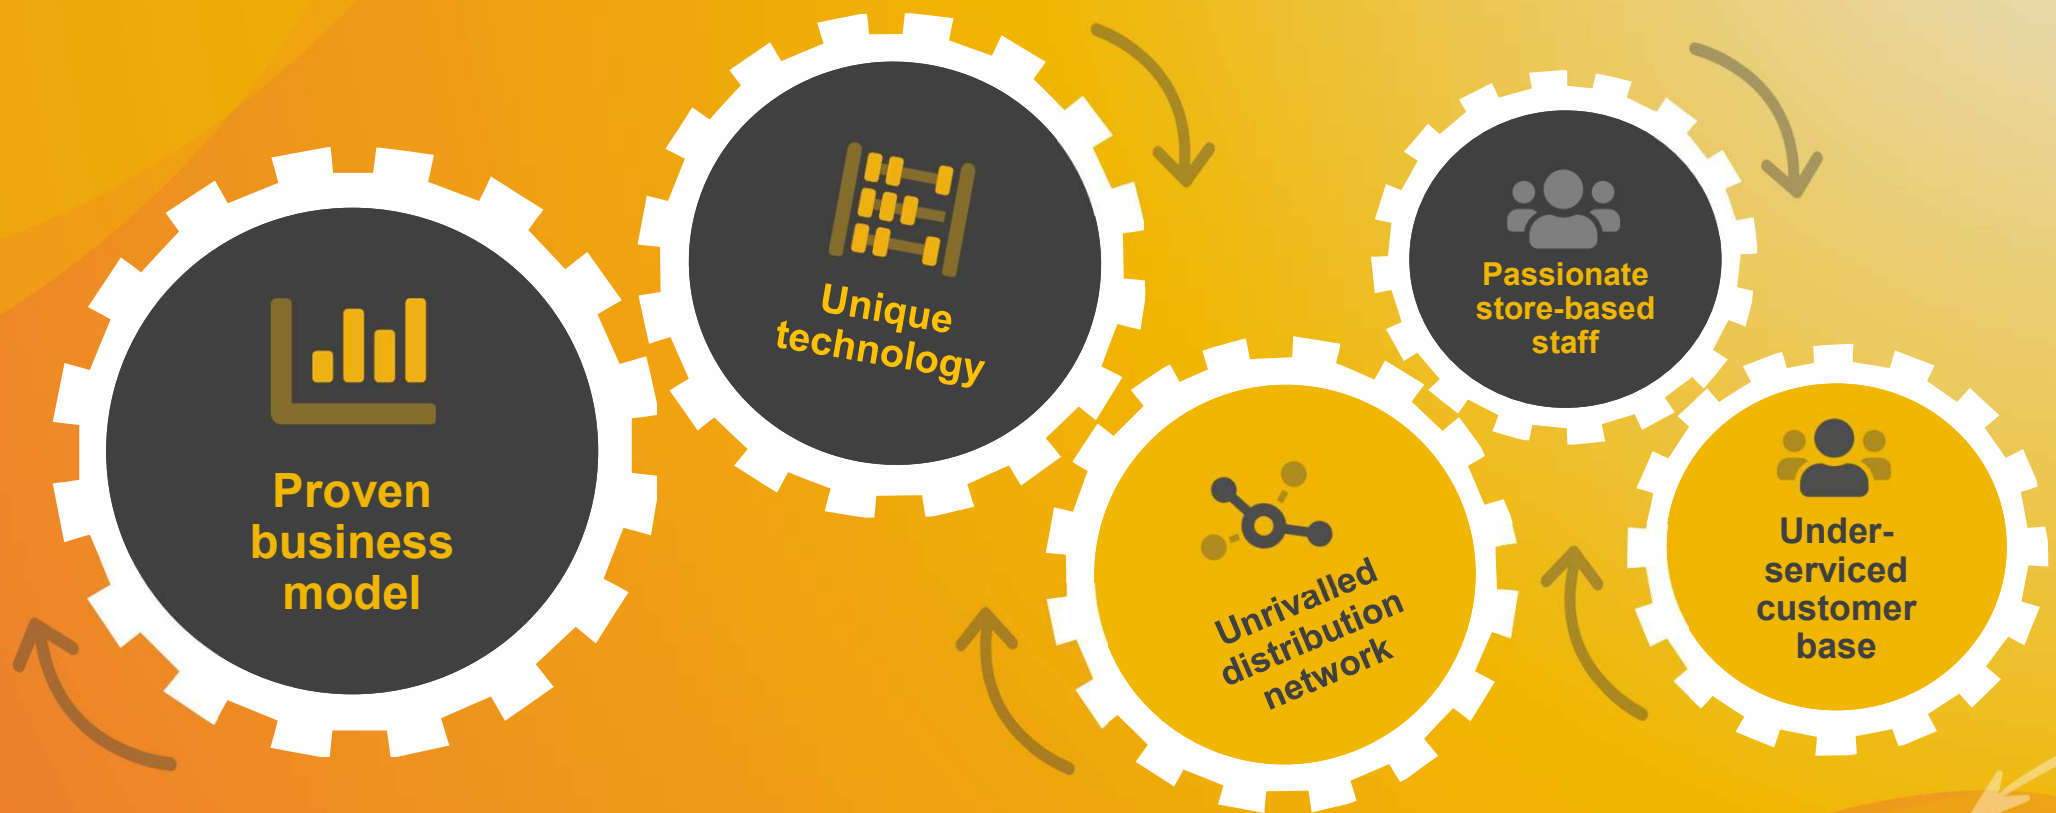 Proven
business
model
Unique
technology
Unrivalled
distribution
network
Passionate
store-based
staff
Under-
serviced
customer
base